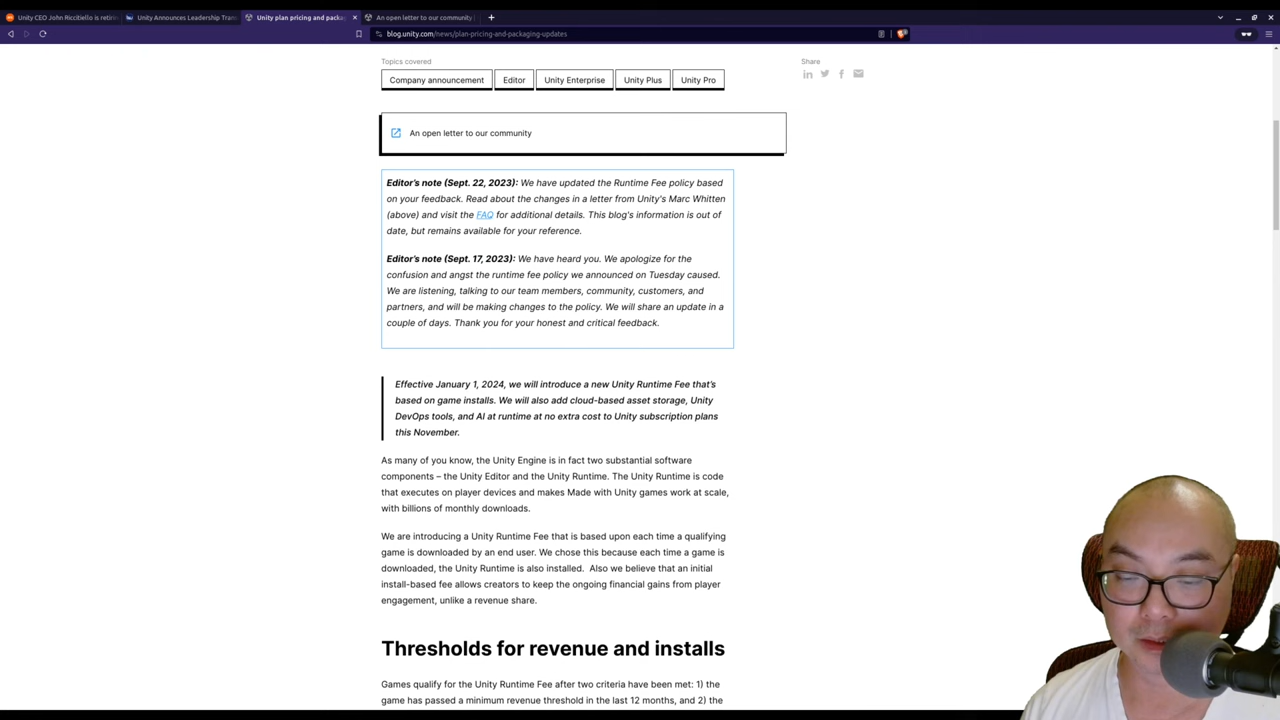 Unity CEO John Riccitiello is retirin
Unity Announces Leadership Tran
Unity plan pricing and packag
An open letter to our community
blog.unity.com/news/plan-pricing-and-packaging-updates
Topics covered
Share
Company announcement
Editor
Unity Enterprise
Unity Plus
Unity Pro
An open letter to our community
Editor's note (Sept. 22, 2023): We have updated the Runtime Fee policy based
on your feedback. Read about the changes in a letter from Unity's Marc Whitten
(above) and visit the FAQ for additional details. This blog's information is out of
date, but remains available for your reference.
Editor's note (Sept. 17, 2023): We have heard you. We apologize for the
confusion and angst the runtime fee policy we announced on Tuesday caused.
We are listening, talking to our team members, community, customers, and
partners, and will be making changes to the policy. We will share an update in a
couple of days. Thank you for your honest and critical feedback.
Effective January 1, 2024, we will introduce a new Unity Runtime Fee that's
based on game installs. We will also add cloud-based asset storage, Unity
DevOps tools, and AI at runtime at no extra cost to Unity subscription plans
this November.
As many of you know, the Unity Engine is in fact two substantial software
components – the Unity Editor and the Unity Runtime. The Unity Runtime is code
that executes on player devices and makes Made with Unity games work at scale,
with billions of monthly downloads.
We are introducing a Unity Runtime Fee that is based upon each time a qualifying
game is downloaded by an end user. We chose this because each time a game is
downloaded, the Unity Runtime is also installed. Also we believe that an initial
install-based fee allows creators to keep the ongoing financial gains from player
engagement, unlike a revenue share.
Thresholds for revenue and installs
Games qualify for the Unity Runtime Fee after two criteria have been met: 1) the
game has passed a minimum revenue threshold in the last 12 months, and 2) the